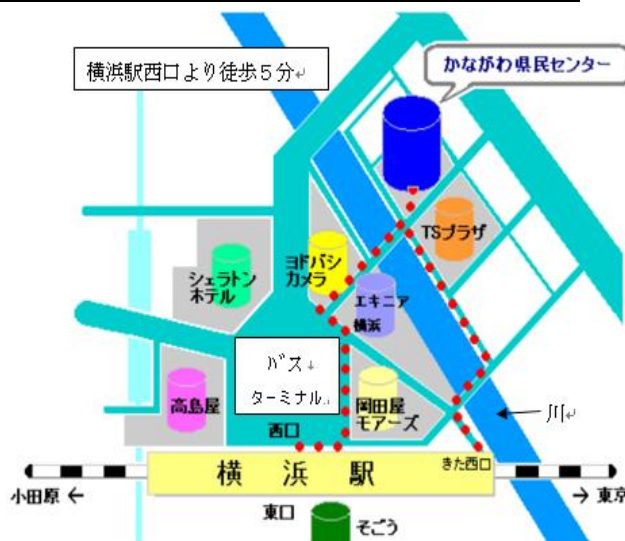 横浜駅西口より徒歩5分↵
かながわ県民センター
TSプラザ
ヨドバシ
カメラ
シェラトン
ホテル
エキニア
横浜
バス↓
ターミナル↵
高島屋
岡田屋
モアーズ
川↵
西口
きた西口
横浜駅
小田原 ←
→ 東京
東口
そごう